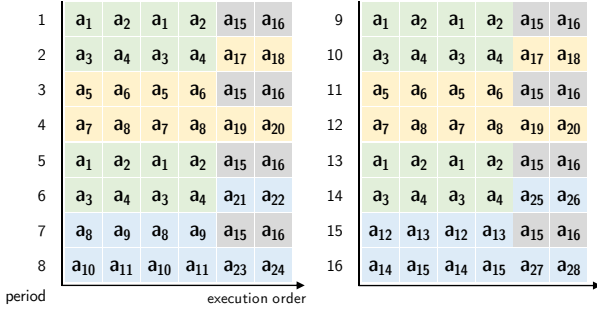 1 a1 a2 a1 a2 a15 a16
2 a3 a4 a3 a4 a17 a18
3 a5 a6 a5 a6 a15 a16
4 a7 a8 a7 a8 a19 a20
5 a1 a2 a1 a2 a15 a16
6 a3 a4 a3 a4 a21 a22
7 a8 a9 a8 a9 a15 a16
8 a10 a11 a10 a11 a23 a24
period
execution order
9 a1 a2 a1 a2 a15 a16
10 a3 a4 a3 a4 a17 a18
11 a5 a6 a5 a6 a15 a16
12 a7 a8 a7 a8 a19 a20
13 a1 a2 a1 a2 a15 a16
14 a3 a4 a3 a4 a25 a26
15 a12 a13 a12 a13 a15 a16
16 a14 a15 a14 a15 a27 a28